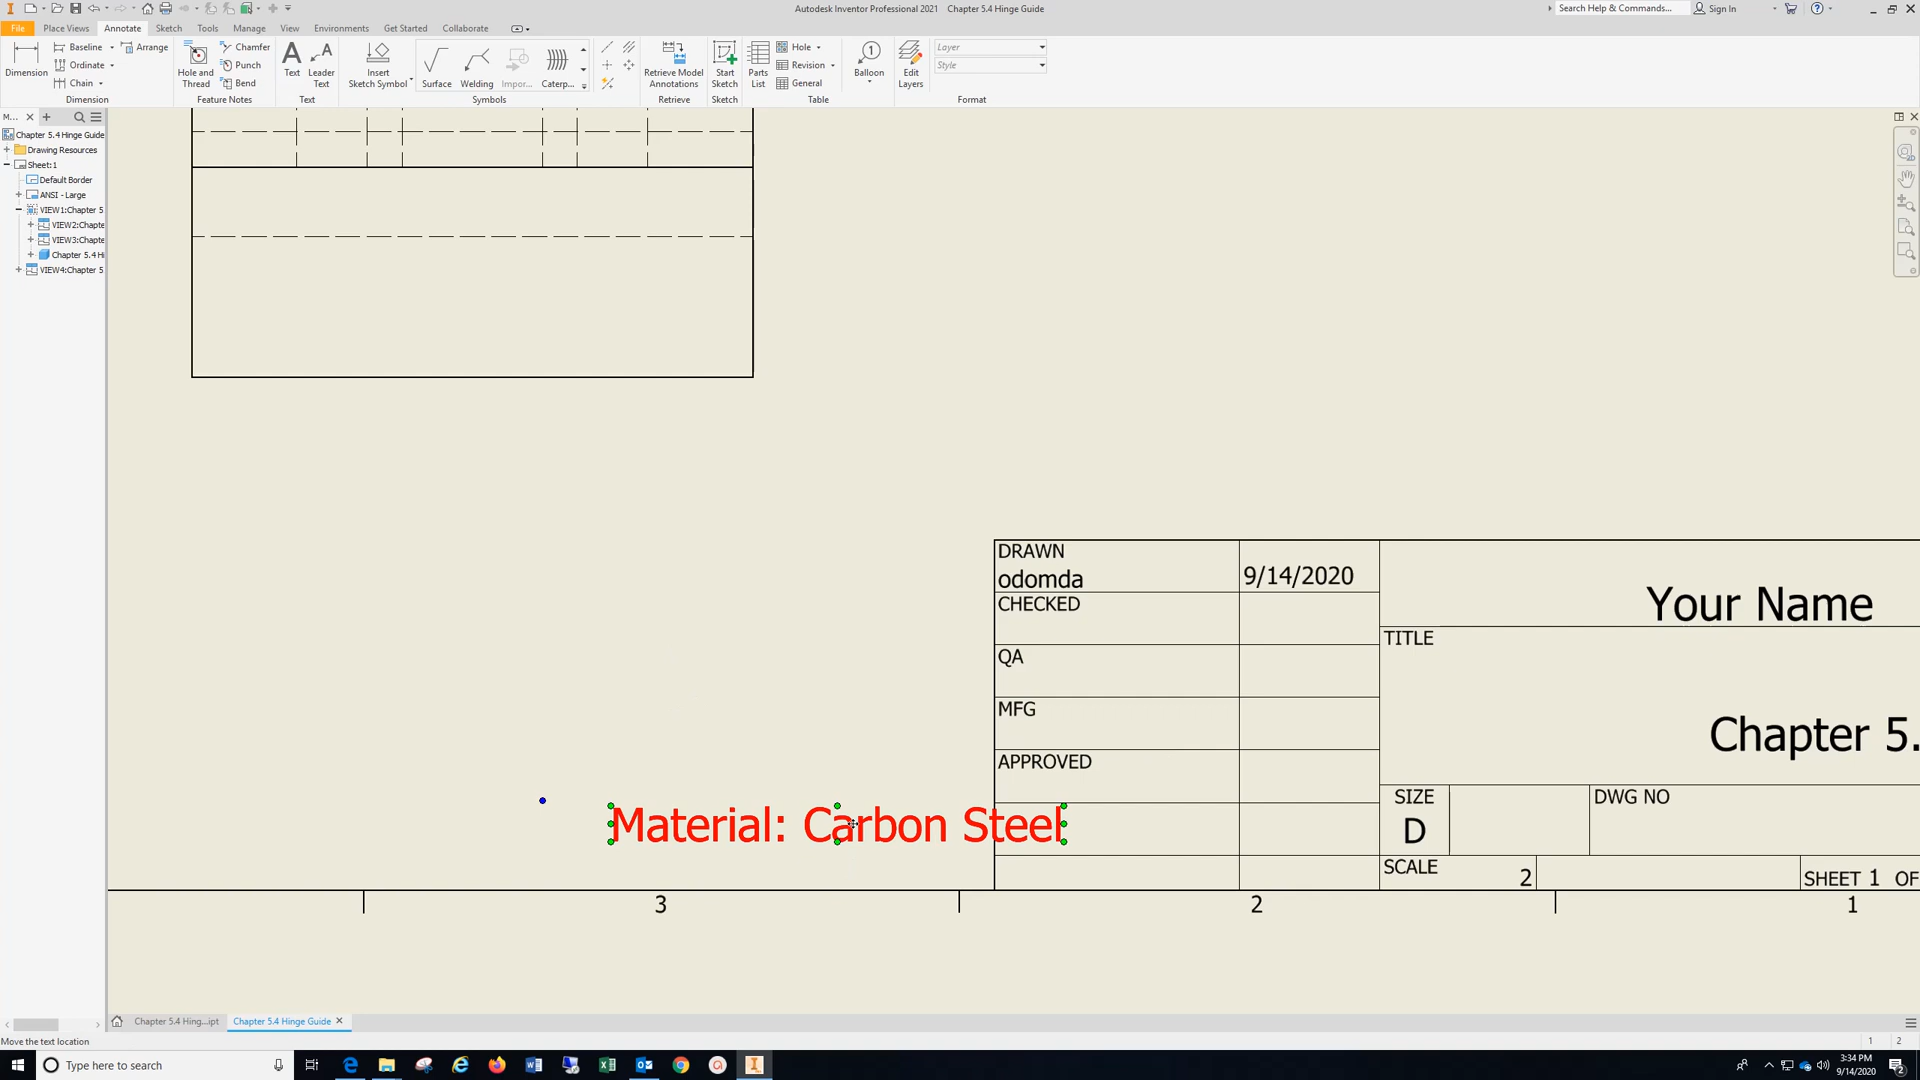 Autodesk Inventor Professional 2021 Chapter 5.4 Hinge Guide
Search Help & Commands...
Sign In
File Place Views Annotate Sketch Tools Manage View Environments Get Started Collaborate
Dimension
Baseline
Ordinate
Chain
Arrange
Dimension
Hole and Thread
Chamfer
Punch
Bend
Feature Notes
Text
Leader Text
Text
Insert Sketch Symbol
Surface
Welding
Impor...
Caterp...
Symbols
Retrieve Model Annotations
Retrieve
Start Sketch
Sketch
Parts List
Hole
Revision
General
Table
Balloon
Edit Layers
Layer
Style
Format
M...
Chapter 5.4 Hinge Guide
Drawing Resources
Sheet:1
Default Border
ANSI - Large
VIEW1:Chapter 5
VIEW2:Chapte
VIEW3:Chapte
Chapter 5.4 Hi
VIEW4:Chapter 5
DRAWN
odomda
9/14/2020
CHECKED
QA
MFG
APPROVED
Your Name
TITLE
Chapter 5.
SIZE
D
DWG NO
SCALE
2
SHEET 1 OF
Material: Carbon Steel
3
2
1
Chapter 5.4 Hing...ipt
Chapter 5.4 Hinge Guide
Move the text location
1
2
Type here to search
3:34 PM
9/14/2020
2